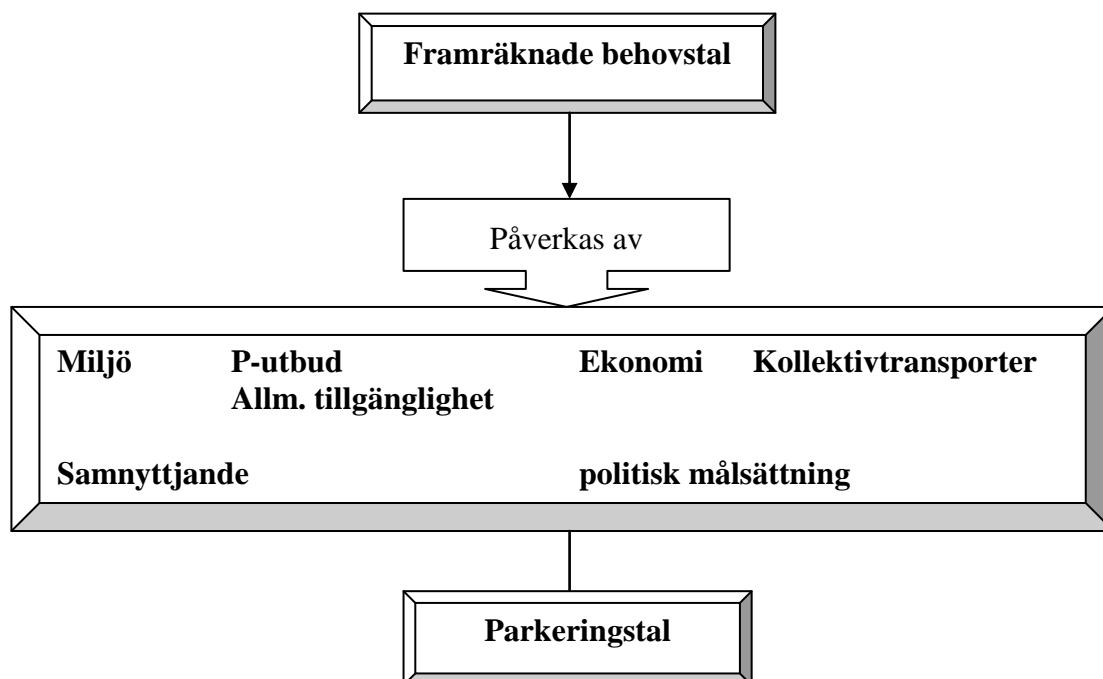 Framräknade behovstal
Påverkas av
Miljö P-utbud Ekonomi Kollektivtransporter
Allm. tillgänglighet
Samnyttjande politisk målsättning
Parkeringstal